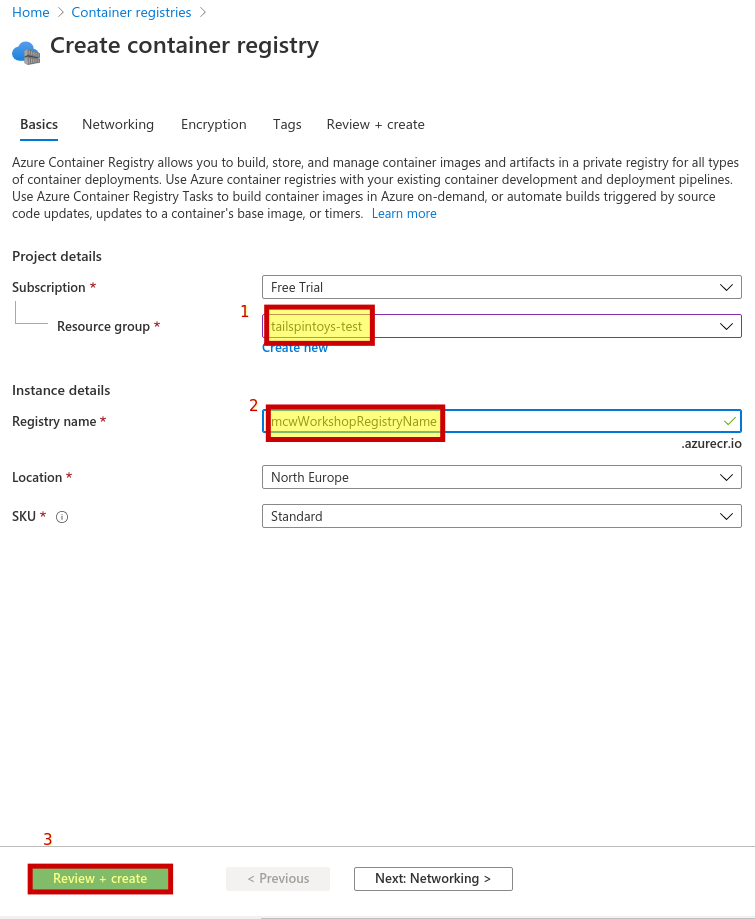 Home > Container registries >
Create container registry
Basics Networking Encryption Tags Review + create
Azure Container Registry allows you to build, store, and manage container images and artifacts in a private registry for all types
of container deployments. Use Azure container registries with your existing container development and deployment pipelines.
Use Azure Container Registry Tasks to build container images in Azure on-demand, or automate builds triggered by source
code updates, updates to a container's base image, or timers. Learn more
Project details
Subscription * Free Trial
1
Resource group * tailspintoys-test
Create new
Instance details
2
Registry name * mcwWorkshopRegistryName
.azurecr.io
Location * North Europe
SKU * Standard
3
Review + create < Previous Next: Networking >